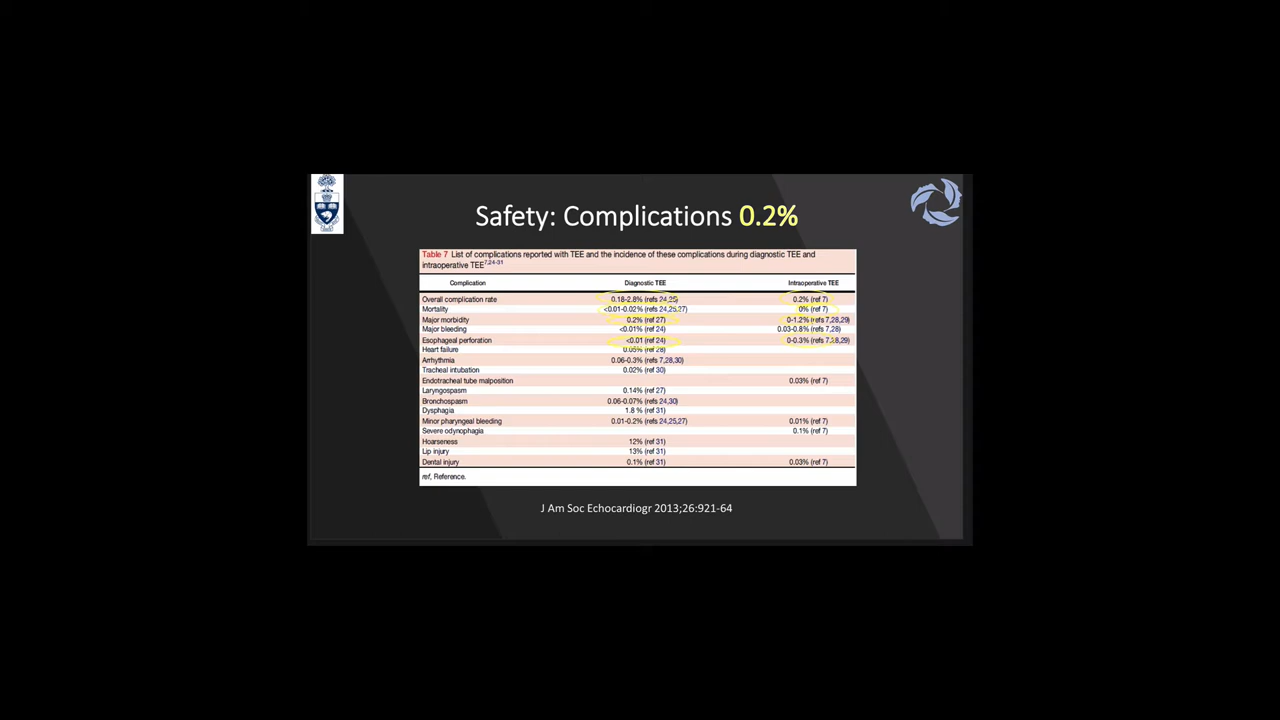 Safety: Complications 0.2%
Table 7 List of complications reported with TEE and the incidence of these complications during diagnostic TEE and
intraoperative TEE7,24-31
Complication Diagnostic TEE Intraoperative TEE
Overall complication rate 0.18-2.8% (refs 24,25) 0.2% (ref 7)
Mortality <0.01-0.02% (refs 24,25,27) 0% (ref 7)
Major morbidity 0.2% (ref 27) 0-1.2% (refs 7,28,29)
Major bleeding <0.01% (ref 24) 0.03-0.8% (refs 7,28)
Esophageal perforation <0.01 (ref 24) 0-0.3% (refs 7,28,29)
Heart failure 0.05% (ref 28)
Arrhythmia 0.06-0.3% (refs 7,28,30)
Tracheal intubation 0.02% (ref 30)
Endotracheal tube malposition 0.03% (ref 7)
Laryngospasm 0.14% (ref 27)
Bronchospasm 0.06-0.07% (refs 24,30)
Dysphagia 1.8 % (ref 31)
Minor pharyngeal bleeding 0.01-0.2% (refs 24,25,27) 0.01% (ref 7)
Severe odynophagia 0.1% (ref 7)
Hoarseness 12% (ref 31)
Lip injury 13% (ref 31)
Dental injury 0.1% (ref 31) 0.03% (ref 7)
ref, Reference.
J Am Soc Echocardiogr 2013;26:921-64